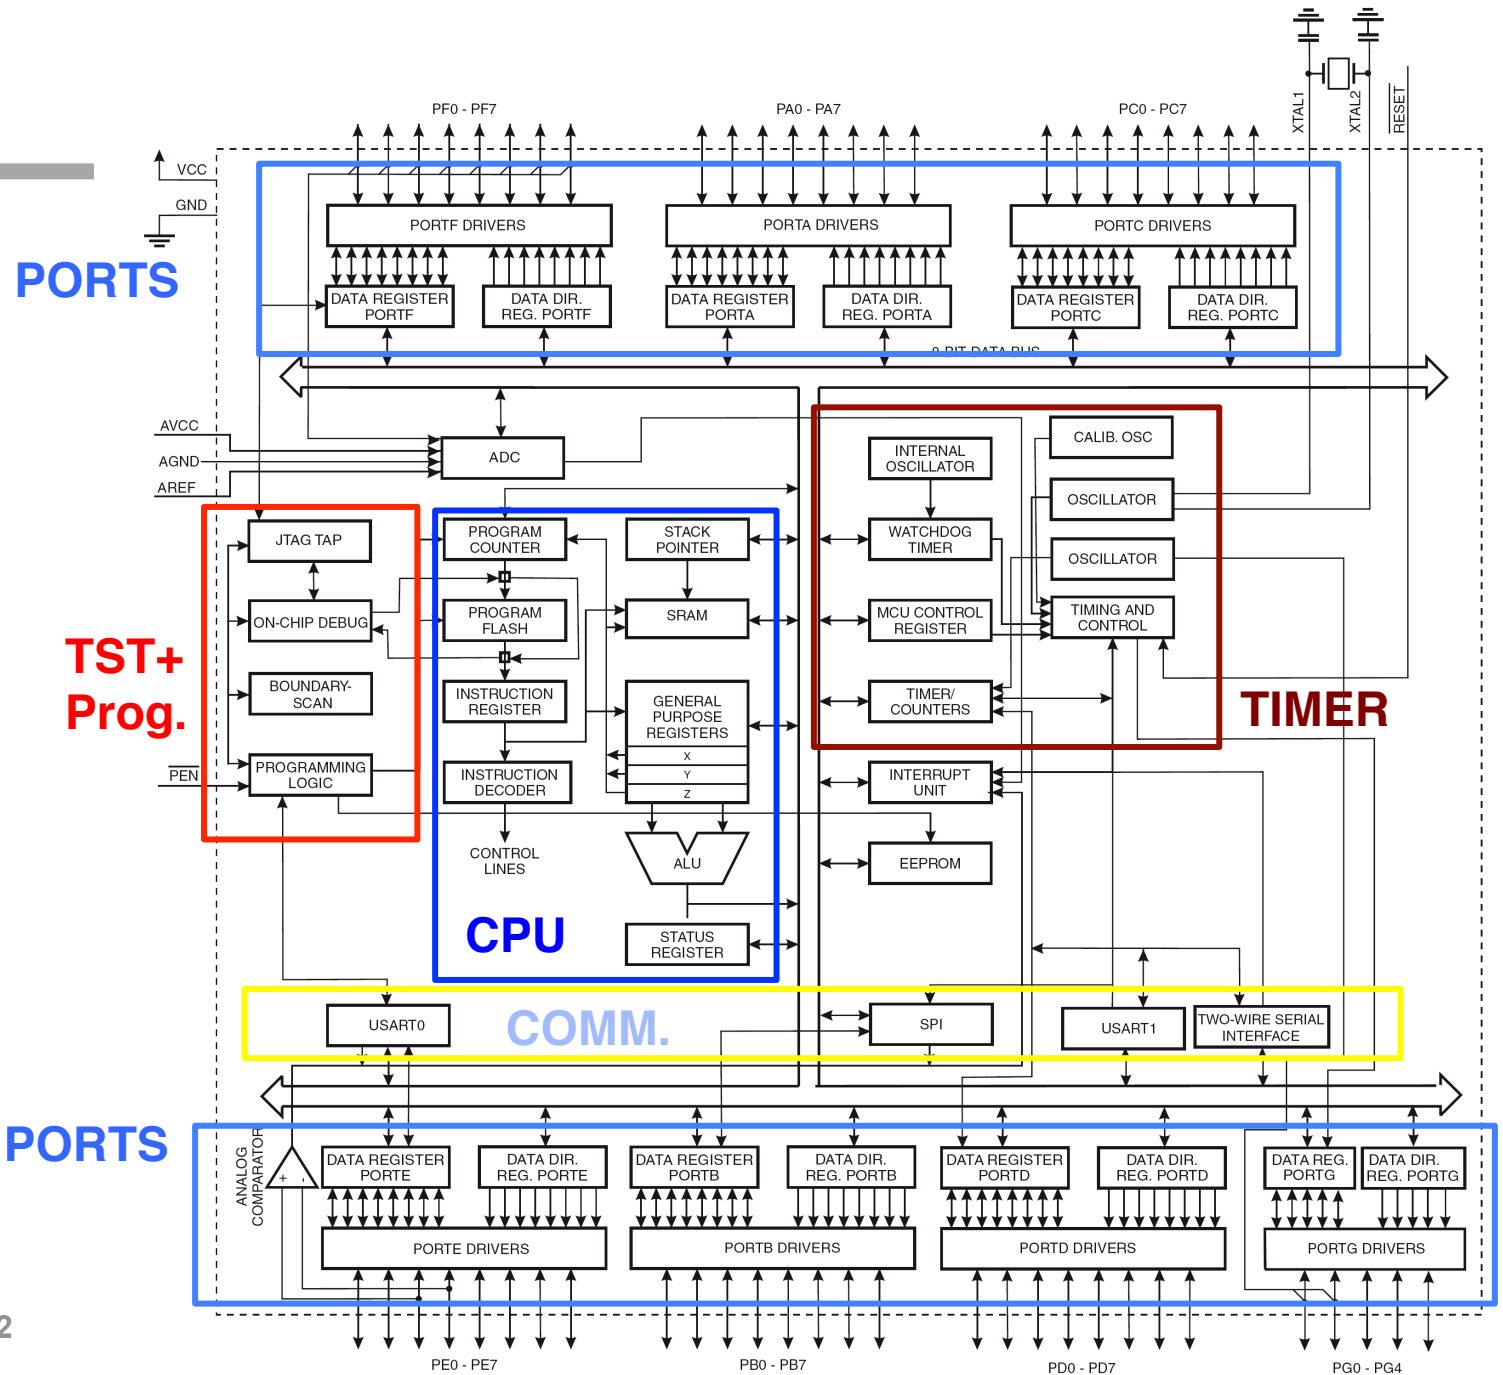 XTAL1
XTAL2
RESET
PF0 - PF7
PA0 - PA7
PC0 - PC7
VCC
GND
PORTS
PORTF DRIVERS
PORTA DRIVERS
PORTC DRIVERS
DATA REGISTER
PORTF
DATA DIR.
REG. PORTF
DATA REGISTER
PORTA
DATA DIR.
REG. PORTA
DATA REGISTER
PORTC
DATA DIR.
REG. PORTC
8-BIT DATA BUS
AVCC
AGND
AREF
ADC
INTERNAL
OSCILLATOR
CALIB. OSC
OSCILLATOR
JTAG TAP
PROGRAM
COUNTER
STACK
POINTER
WATCHDOG
TIMER
OSCILLATOR
ON-CHIP DEBUG
PROGRAM
FLASH
SRAM
MCU CONTROL
REGISTER
TIMING AND
CONTROL
TST+
Prog.
BOUNDARY-
SCAN
INSTRUCTION
REGISTER
GENERAL
PURPOSE
REGISTERS
X
Y
Z
TIMER/
COUNTERS
TIMER
PEN
PROGRAMMING
LOGIC
INSTRUCTION
DECODER
INTERRUPT
UNIT
CONTROL
LINES
ALU
EEPROM
CPU
STATUS
REGISTER
USART0
COMM.
SPI
USART1
TWO-WIRE SERIAL
INTERFACE
PORTS
ANALOG
COMPARATOR
+
-
DATA REGISTER
PORTE
DATA DIR.
REG. PORTE
DATA REGISTER
PORTB
DATA DIR.
REG. PORTB
DATA REGISTER
PORTD
DATA DIR.
REG. PORTD
DATA REG.
PORTG
DATA DIR.
REG. PORTG
PORTE DRIVERS
PORTB DRIVERS
PORTD DRIVERS
PORTG DRIVERS
2
PE0 - PE7
PB0 - PB7
PD0 - PD7
PG0 - PG4